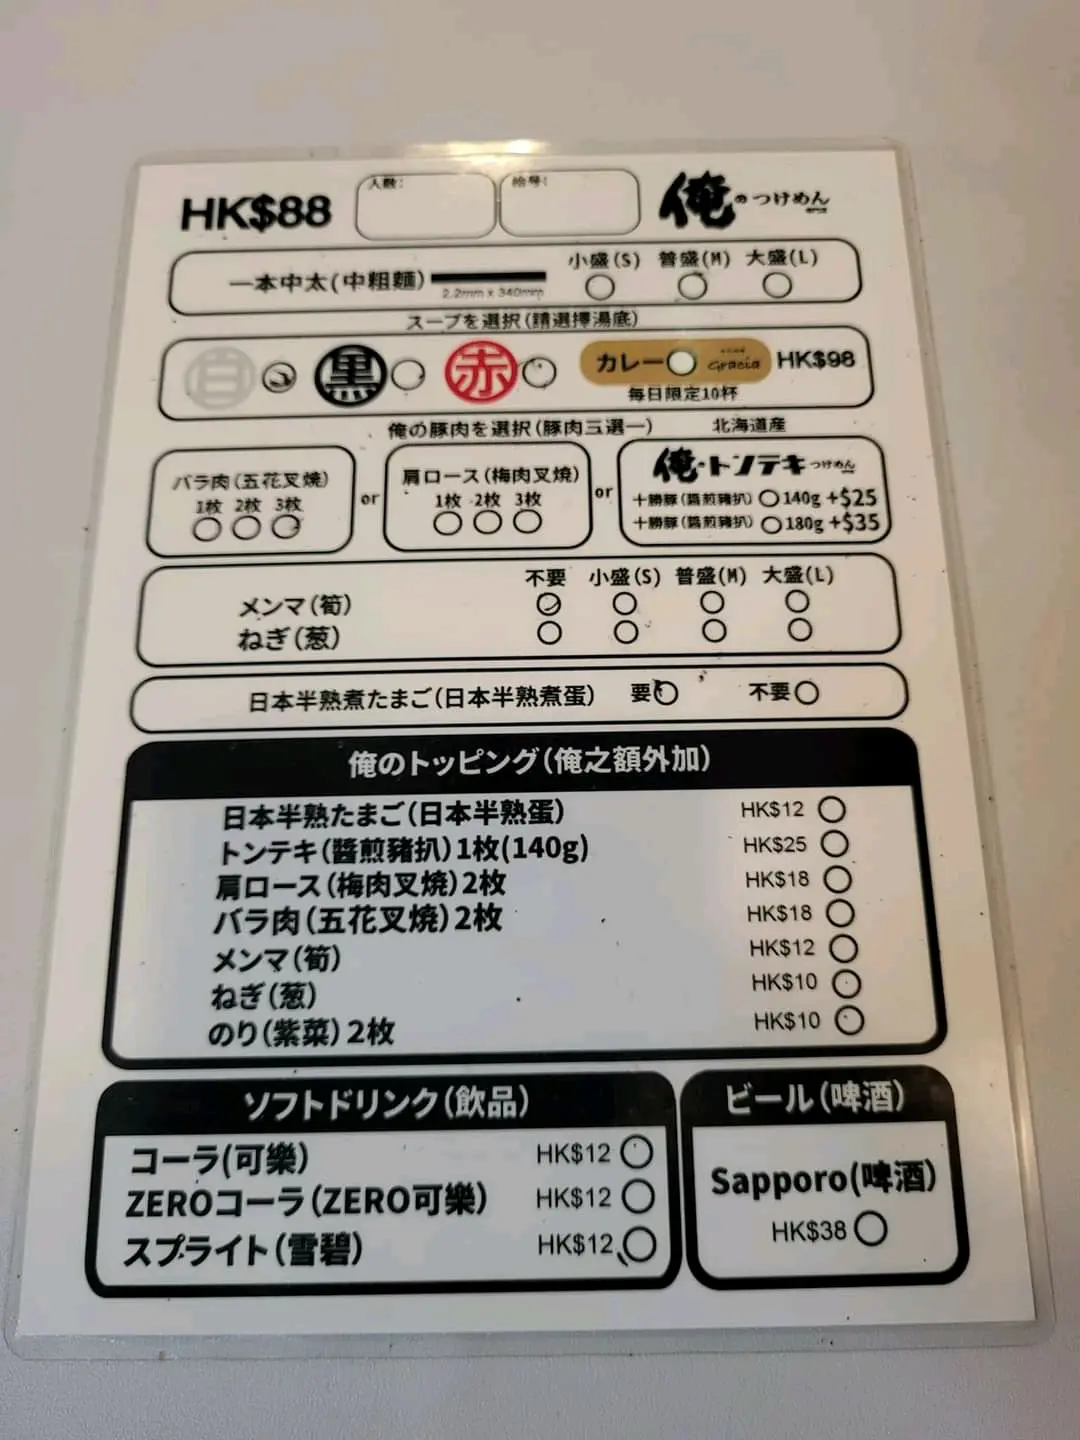 HK$88 人數: 枱号: 俺のつけめん
一本中太(中粗麵) 2.2mm x 340mm 小盛(S) 普盛(M) 大盛(L)
スープを選択(請選擇湯底)
白 黒 赤 カレー Gracia HK$98
毎日限定10杯
俺の豚肉を選択(豚肉三選一) 北海道産
バラ肉(五花叉燒)
1枚 2枚 3枚
or
肩ロース(梅肉叉燒)
1枚 2枚 3枚
or
俺のトンテキつけめん
十勝豚(醬煎豬扒) 140g +$25
十勝豚(醬煎豬扒) 180g +$35
不要 小盛(S) 普盛(M) 大盛(L)
メンマ(筍)
ねぎ(葱)
日本半熟煮たまご(日本半熟煮蛋) 要 不要
俺のトッピング(俺之額外加)
日本半熟たまご(日本半熟蛋) HK$12
トンテキ(醬煎豬扒)1枚(140g) HK$25
肩ロース(梅肉叉燒)2枚 HK$18
バラ肉(五花叉燒)2枚 HK$18
メンマ(筍) HK$12
ねぎ(葱) HK$10
のり(紫菜)2枚 HK$10
ソフトドリンク(飲品)
コーラ(可樂) HK$12
ZEROコーラ(ZERO可樂) HK$12
スプライト(雪碧) HK$12
ビール(啤酒)
Sapporo(啤酒)
HK$38